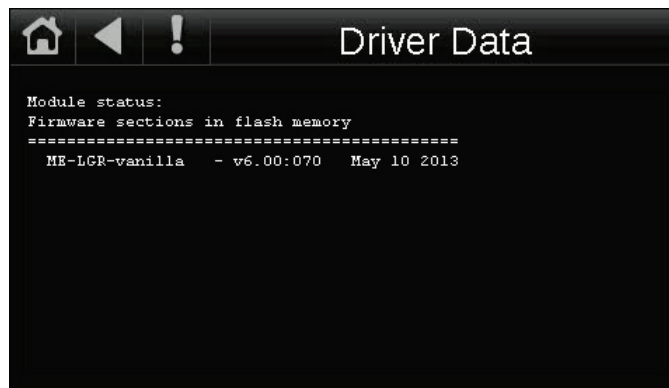 Driver Data
Module status:
Firmware sections in flash memory
============================================
ME-LGR-vanilla - v6.00:070 May 10 2013